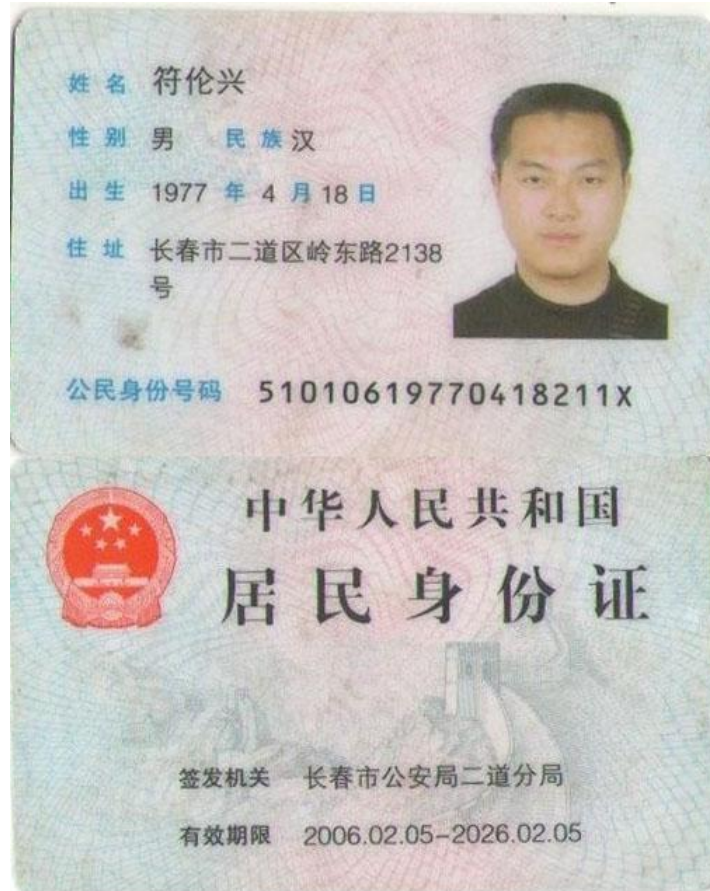 姓名 符伦兴
性别 男 民族 汉
出生 1977 年 4 月 18 日
住址 长春市二道区岭东路2138
号
公民身份号码 51010619770418211X
中华人民共和国
居民身份证
签发机关 长春市公安局二道分局
有效期限 2006.02.05-2026.02.05